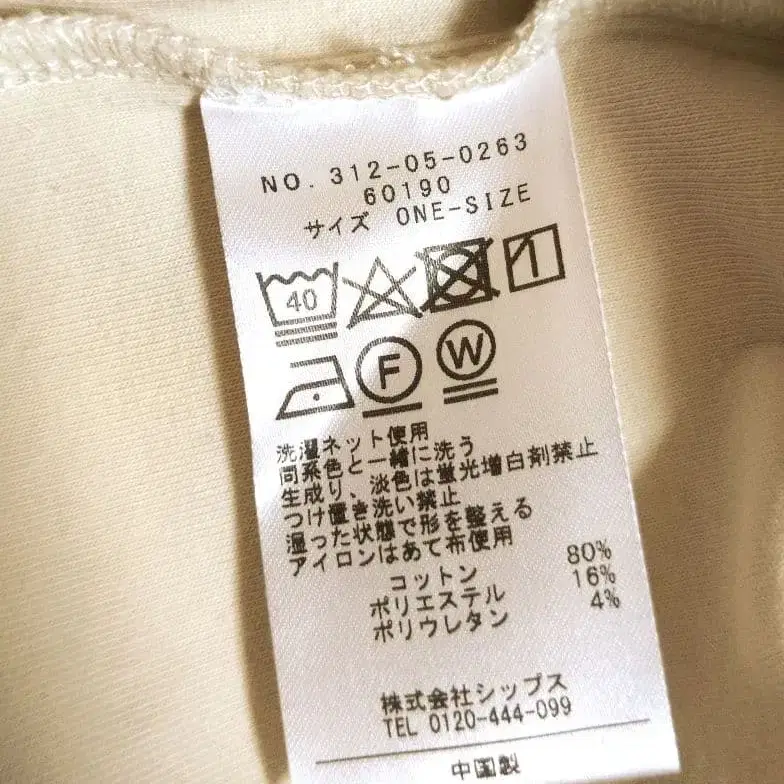 NO. 312-05-0263
60190
サイズ ONE-SIZE
40
F W
洗濯ネット使用
同系色と一緒に洗う
生成り、淡色は蛍光増白剤禁止
つけ置き洗い禁止
湿った状態で形を整える
アイロンはあて布使用
コットン 80%
ポリエステル 16%
ポリウレタン 4%
株式会社シップス
TEL 0120-444-099
中国製